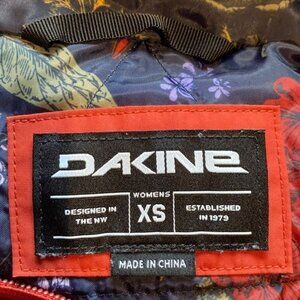 DAKINE
WOMENS
DESIGNED IN
THE NW
XS
ESTABLISHED
IN 1979
MADE IN CHINA